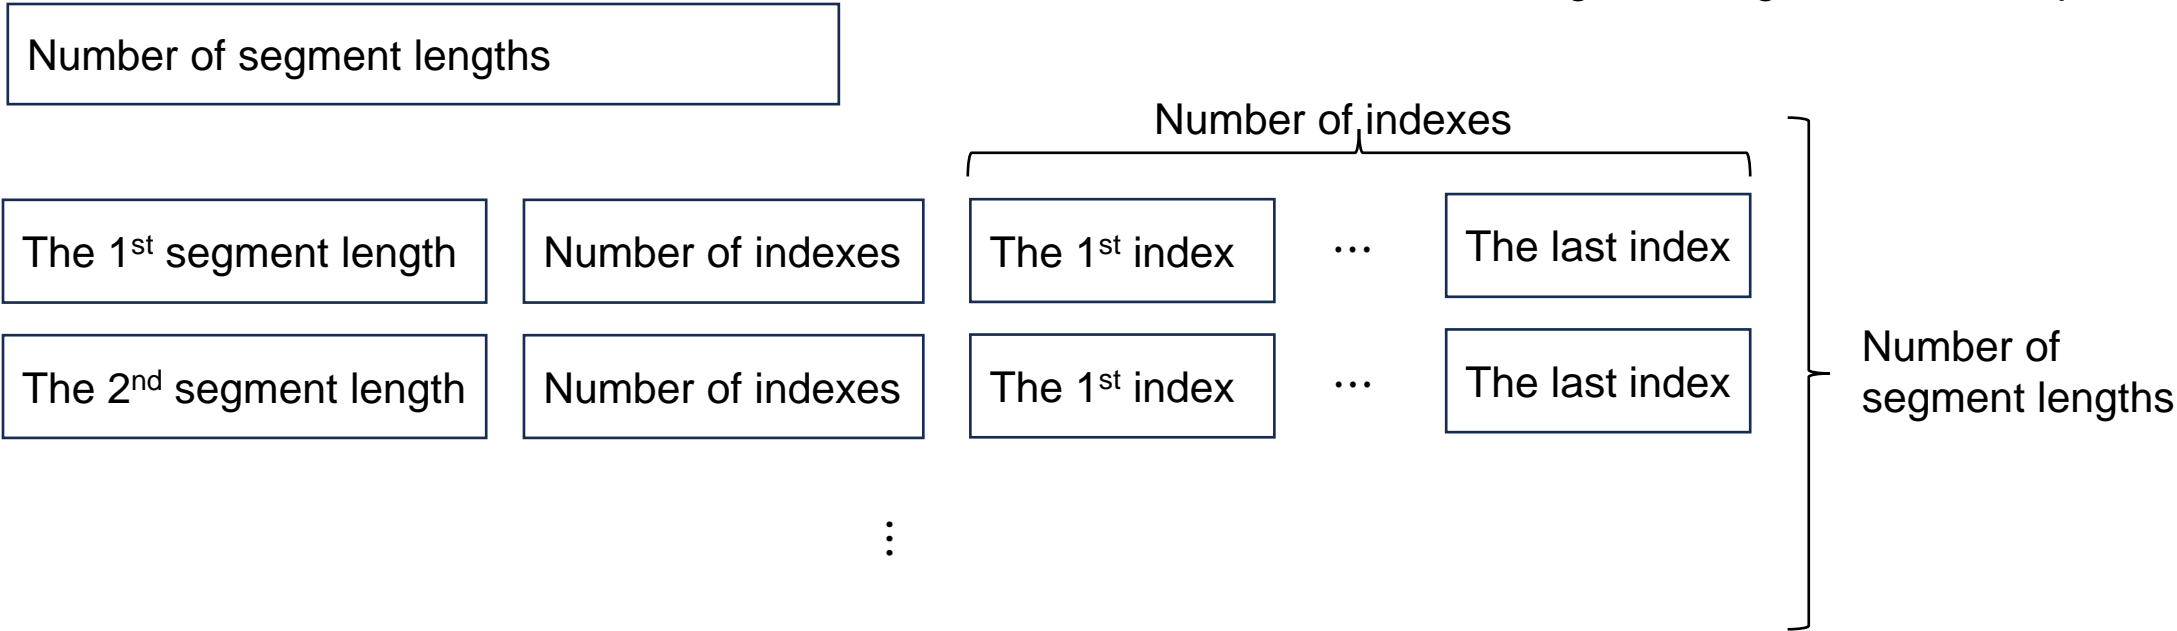 Number of segment lengths
Number of indexes
The 1st segment length
Number of indexes
The 1st index
...
The last index
The 2nd segment length
Number of indexes
The 1st index
...
The last index
Number of
segment lengths